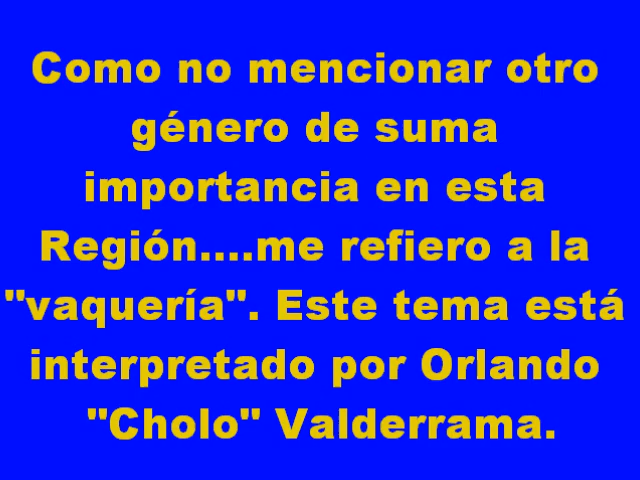 Como no mencionar otro
género de suma
importancia en esta
Región....me refiero a la
"vaquería". Este tema está
interpretado por Orlando
"Cholo" Valderrama.